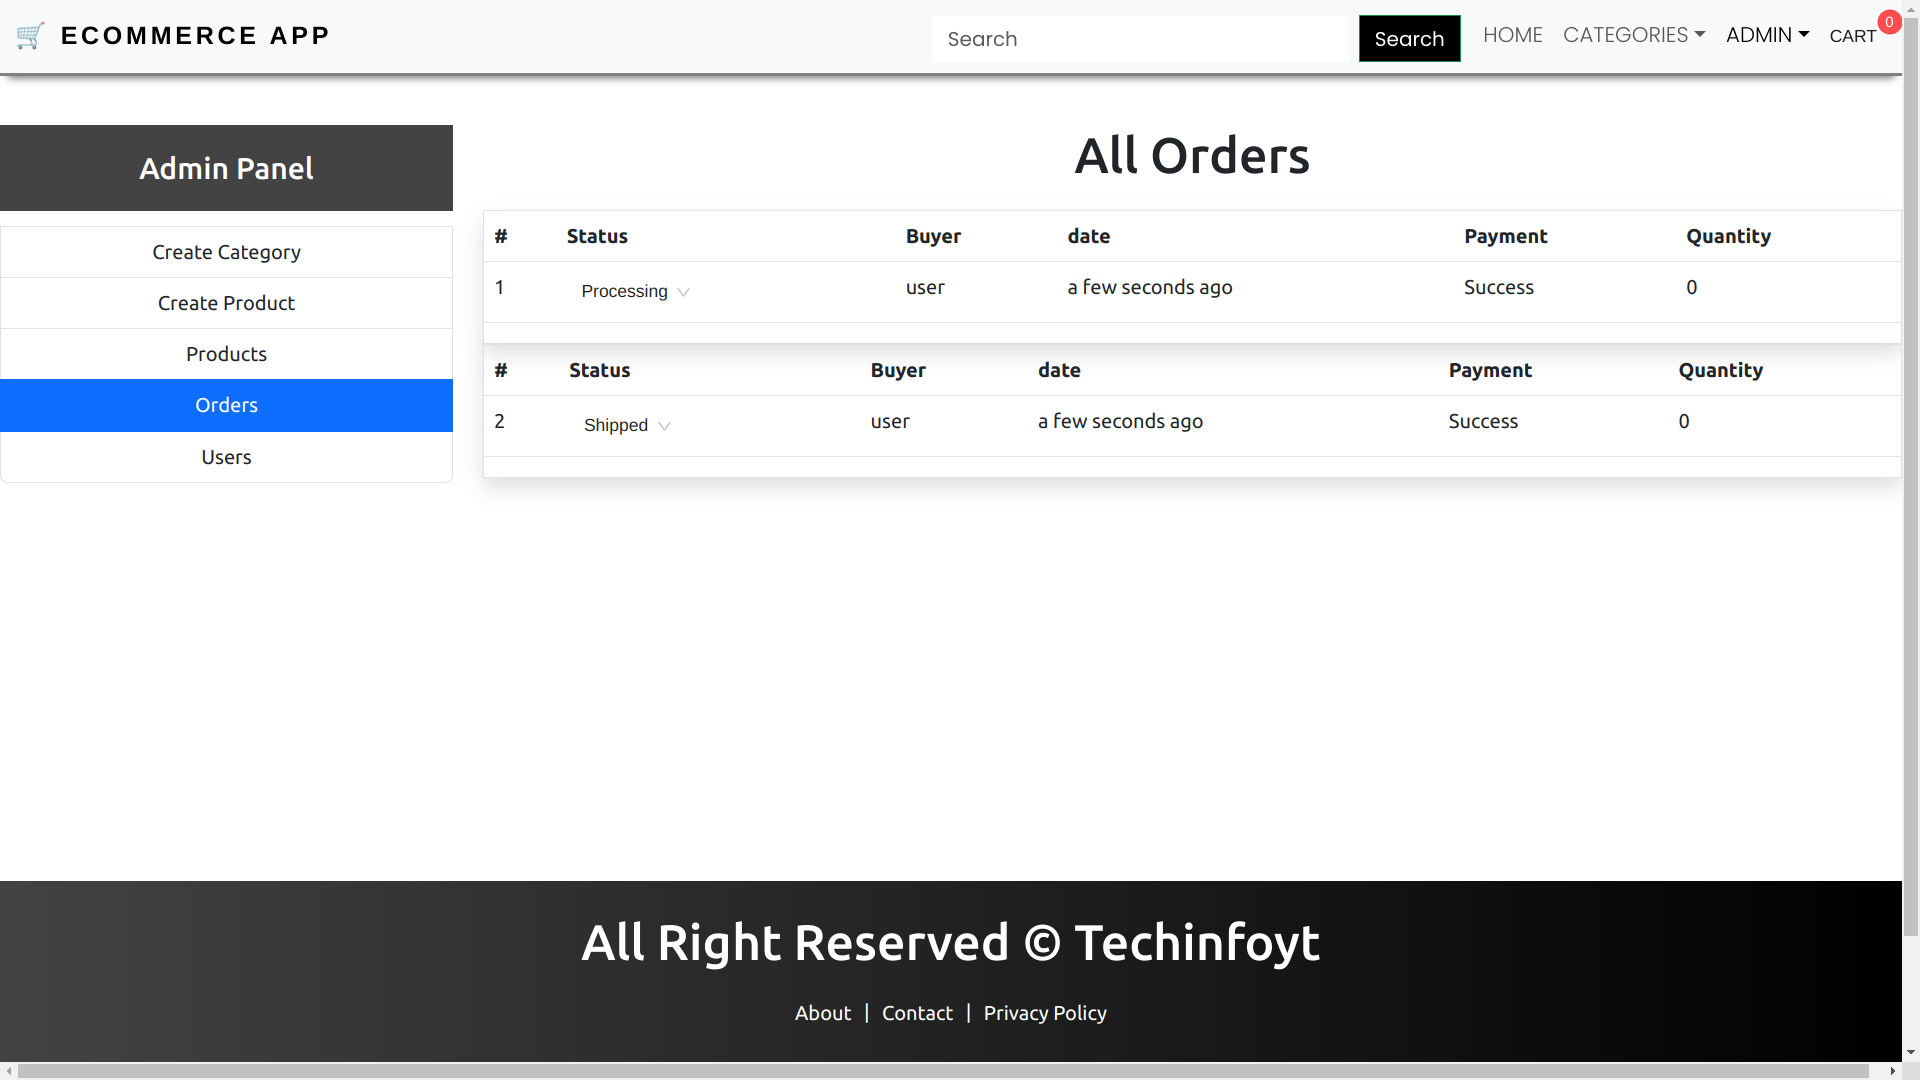 🛒 ECOMMERCE APP
Search Search HOME CATEGORIES ADMIN CART 0
Admin Panel
Create Category
Create Product
Products
Orders
Users
All Orders
# Status Buyer date Payment Quantity
1 Processing user a few seconds ago Success 0
# Status Buyer date Payment Quantity
2 Shipped user a few seconds ago Success 0
All Right Reserved © Techinfoyt
About | Contact | Privacy Policy